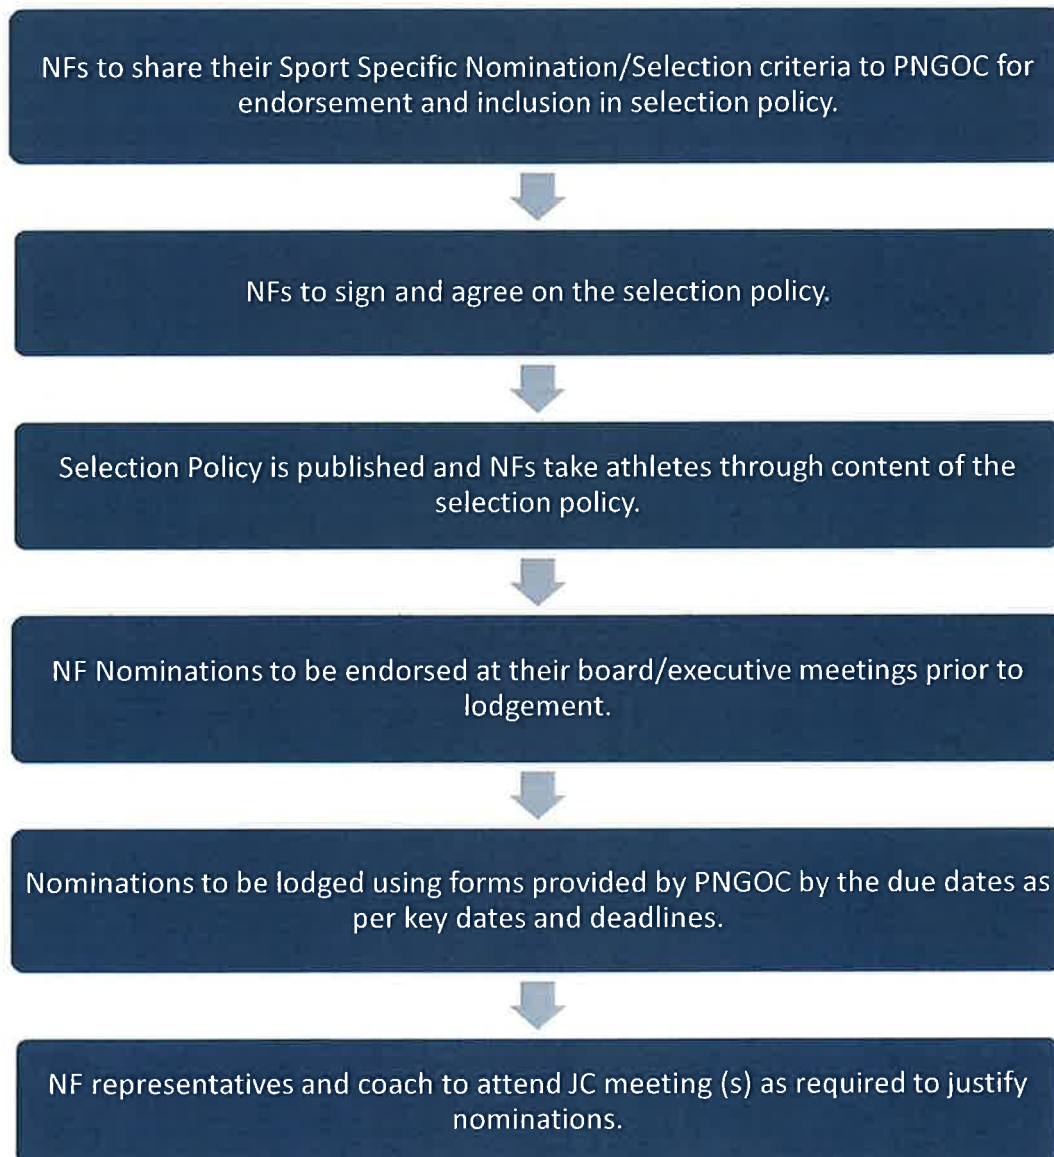 NFs to share their Sport Specific Nomination/Selection criteria to PNGOC for
endorsement and inclusion in selection policy.
NFs to sign and agree on the selection policy.
Selection Policy is published and NFs take athletes through content of the
selection policy.
NF Nominations to be endorsed at their board/executive meetings prior to
lodgement.
Nominations to be lodged using forms provided by PNGOC by the due dates as
per key dates and deadlines.
NF representatives and coach to attend JC meeting (s) as required to justify
nominations.